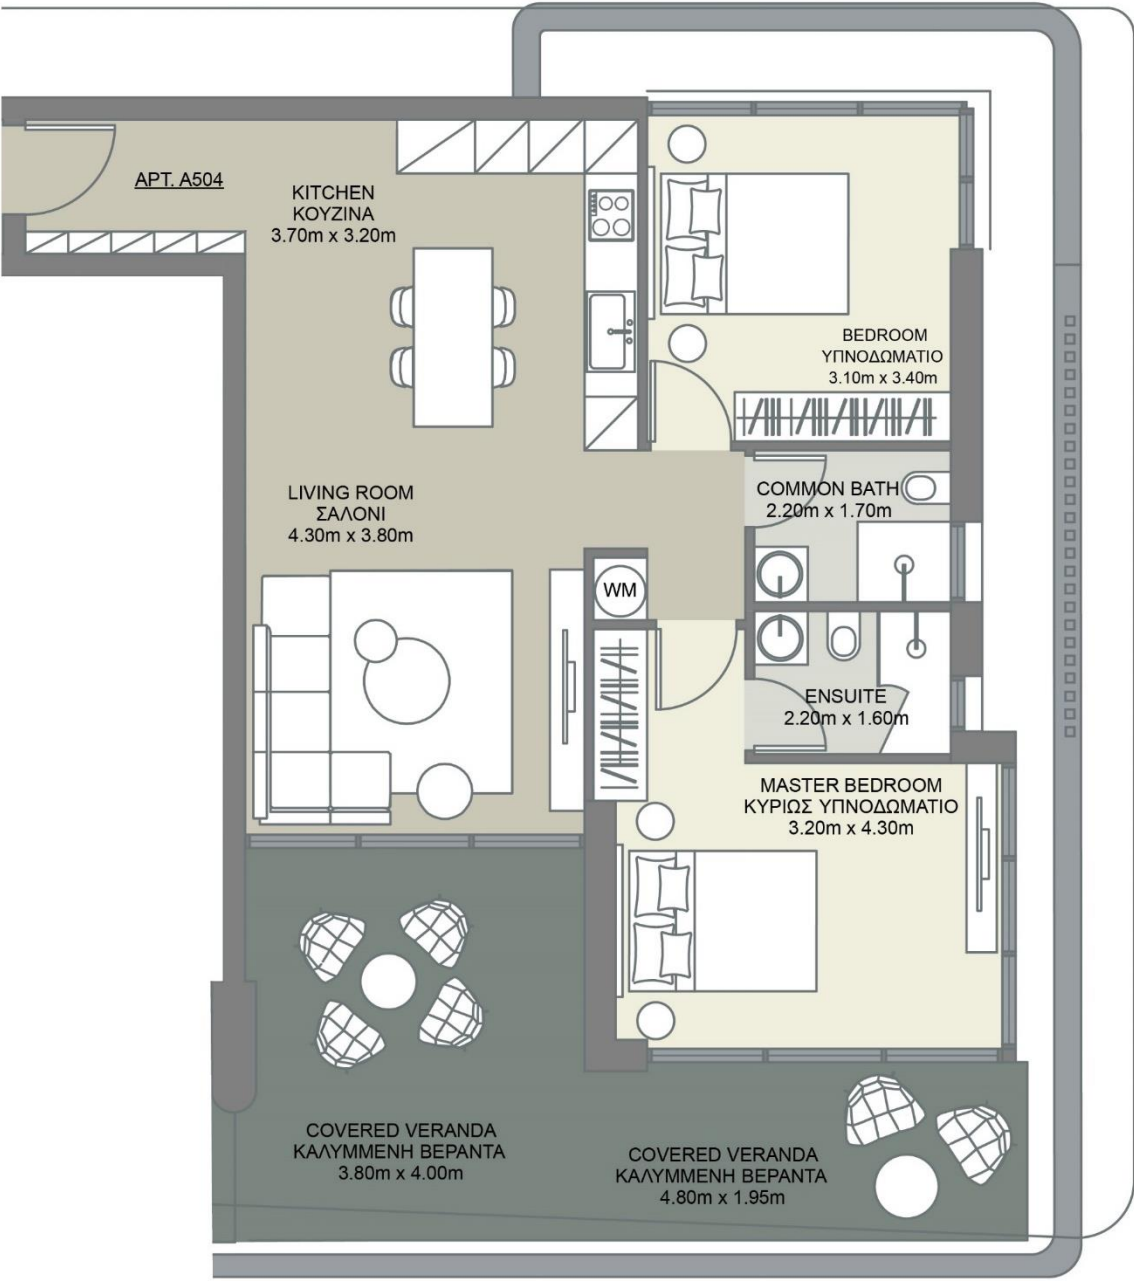 ΑΡΤ. A504
KITCHEN
ΚΟΥΖΙΝΑ
3.70m x 3.20m
BEDROOM
ΥΠΝΟΔΩΜΑΤΙΟ
3.10m x 3.40m
LIVING ROOM
ΣΑΛΟΝΙ
4.30m x 3.80m
COMMON BATH
2.20m x 1.70m
WM
ENSUITE
2.20m x 1.60m
MASTER BEDROOM
ΚΥΡΙΩΣ ΥΠΝΟΔΩΜΑΤΙΟ
3.20m x 4.30m
COVERED VERANDA
ΚΑΛΥΜΜΕΝΗ ΒΕΡΑΝΤΑ
3.80m x 4.00m
COVERED VERANDA
ΚΑΛΥΜΜΕΝΗ ΒΕΡΑΝΤΑ
4.80m x 1.95m